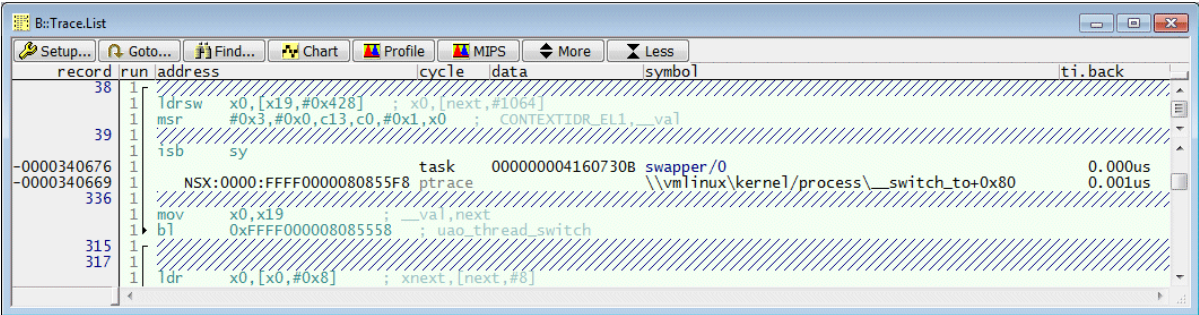 B::Trace.List
Setup... Goto... Find... Chart Profile MIPS More Less
record run address cycle data symbol ti.back
38 1
1 ldrsw x0,[x19,#0x428] ; x0,[next,#1064]
1 msr #0x3,#0x0,c13,c0,#0x1,x0 ; CONTEXTIDR_EL1,__val
39 1
1 isb sy
-0000340676 1 task 000000004160730B swapper/0 0.000us
-0000340669 1 NSX:0000:FFFF0000080855F8 ptrace \\vmlinux\kernel/process\__switch_to+0x80 0.001us
336 1
1 mov x0,x19 ; __val,next
1 bl 0xFFFF000008085558 ; uao_thread_switch
315 1
317 1
1 ldr x0,[x0,#0x8] ; xnext,[next,#8]